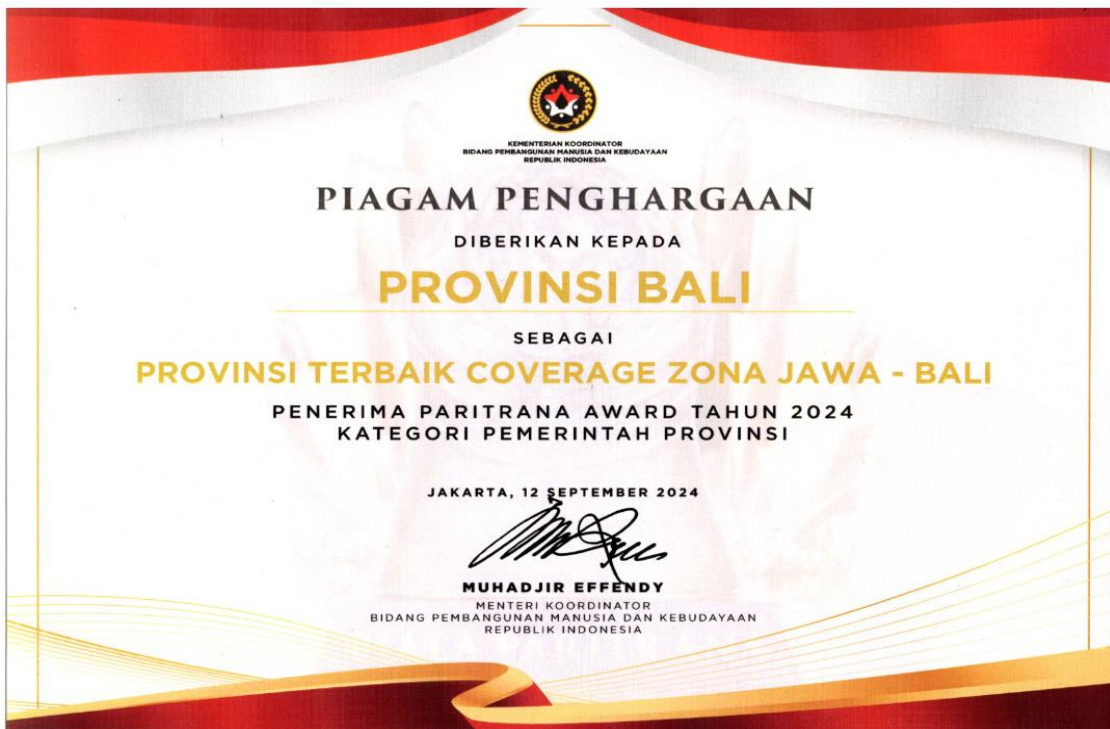 KEMENTERIAN KOORDINATOR
BIDANG PEMBANGUNAN MANUSIA DAN KEBUDAYAAN
REPUBLIK INDONESIA
PIAGAM PENGHARGAAN
DIBERIKAN KEPADA
PROVINSI BALI
SEBAGAI
PROVINSI TERBAIK COVERAGE ZONA JAWA - BALI
PENERIMA PARITRANA AWARD TAHUN 2024
KATEGORI PEMERINTAH PROVINSI
JAKARTA, 12 SEPTEMBER 2024
MUHADJIR EFFENDY
MENTERI KOORDINATOR
BIDANG PEMBANGUNAN MANUSIA DAN KEBUDAYAAN
REPUBLIK INDONESIA